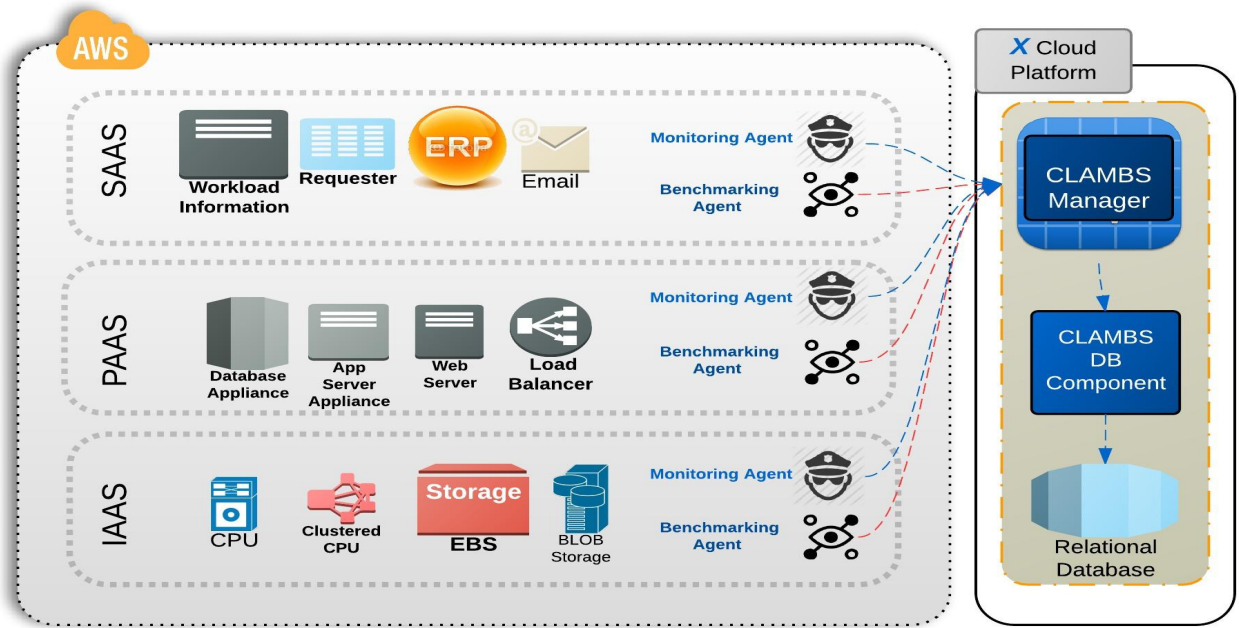 AWS
X Cloud
Platform
SAAS
Workload
Information
Requester
ERP
@
Email
Monitoring Agent
Benchmarking
Agent
PAAS
Database
Appliance
App
Server
Appliance
Web
Server
Load
Balancer
Monitoring Agent
Benchmarking
Agent
IAAS
CPU
Clustered
CPU
Storage
EBS
BLOB
Storage
Monitoring Agent
Benchmarking
Agent
CLAMBS
Manager
CLAMBS
DB
Component
Relational
Database